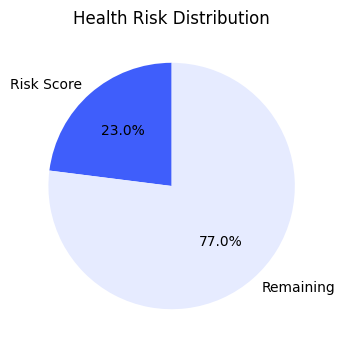 Health Risk Distribution
Risk Score
23.0%
77.0%
Remaining